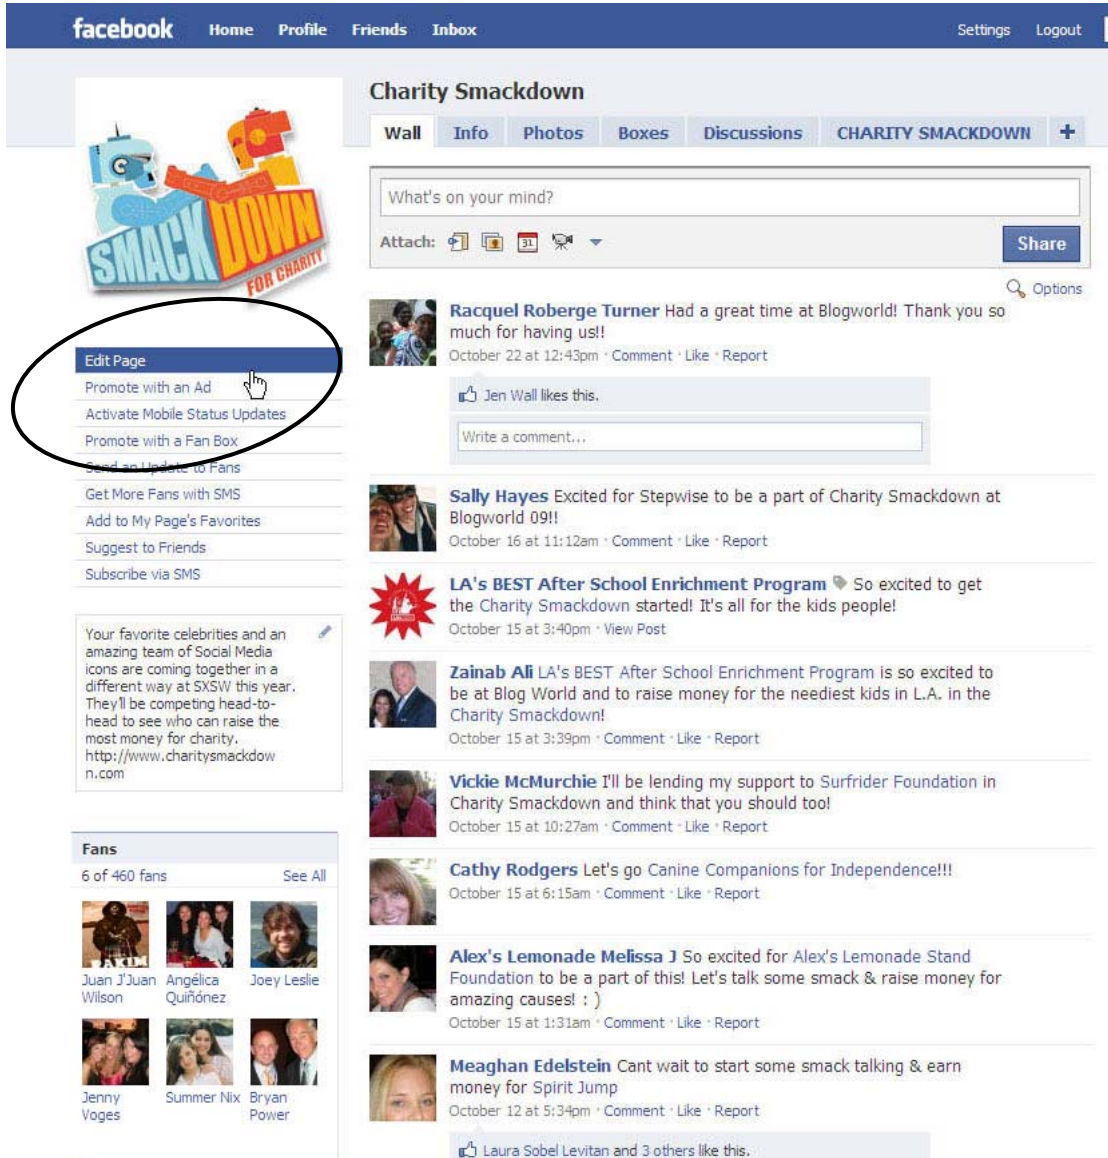 facebook Home Profile Friends Inbox Settings Logout
Charity Smackdown
Wall Info Photos Boxes Discussions CHARITY SMACKDOWN +
SMACK DOWN
FOR CHARITY
What's on your mind?
Attach: 31 Share
Options
Edit Page
Promote with an Ad
Activate Mobile Status Updates
Promote with a Fan Box
Send an Update to Fans
Get More Fans with SMS
Add to My Page's Favorites
Suggest to Friends
Subscribe via SMS
Your favorite celebrities and an
amazing team of Social Media
icons are coming together in a
different way at SXSW this year.
They'll be competing head-to-
head to see who can raise the
most money for charity.
http://www.charitysmackdow
n.com
Fans
6 of 460 fans See All
Juan J'Juan
Wilson
Angélica
Quiñónez
Joey Leslie
Jenny
Voges
Summer Nix
Bryan
Power
Racquel Roberge Turner Had a great time at Blogworld! Thank you so
much for having us!!
October 22 at 12:43pm · Comment · Like · Report
Jen Wall likes this.
Write a comment...
Sally Hayes Excited for Stepwise to be a part of Charity Smackdown at
Blogworld 09!!
October 16 at 11:12am · Comment · Like · Report
LA's BEST After School Enrichment Program So excited to get
the Charity Smackdown started! It's all for the kids people!
October 15 at 3:40pm · View Post
Zainab Ali LA's BEST After School Enrichment Program is so excited to
be at Blog World and to raise money for the neediest kids in L.A. in the
Charity Smackdown!
October 15 at 3:39pm · Comment · Like · Report
Vickie McMurchie I'll be lending my support to Surfrider Foundation in
Charity Smackdown and think that you should too!
October 15 at 10:27am · Comment · Like · Report
Cathy Rodgers Let's go Canine Companions for Independence!!!
October 15 at 6:15am · Comment · Like · Report
Alex's Lemonade Melissa J So excited for Alex's Lemonade Stand
Foundation to be a part of this! Let's talk some smack & raise money for
amazing causes! : )
October 15 at 1:31am · Comment · Like · Report
Meaghan Edelstein Cant wait to start some smack talking & earn
money for Spirit Jump
October 12 at 5:34pm · Comment · Like · Report
Laura Sobel Levitan and 3 others like this.